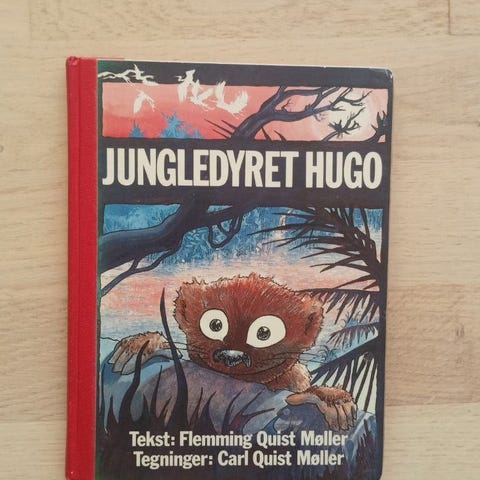 JUNGLEDYRET HUGO
Tekst: Flemming Quist Møller
Tegninger: Carl Quist Møller